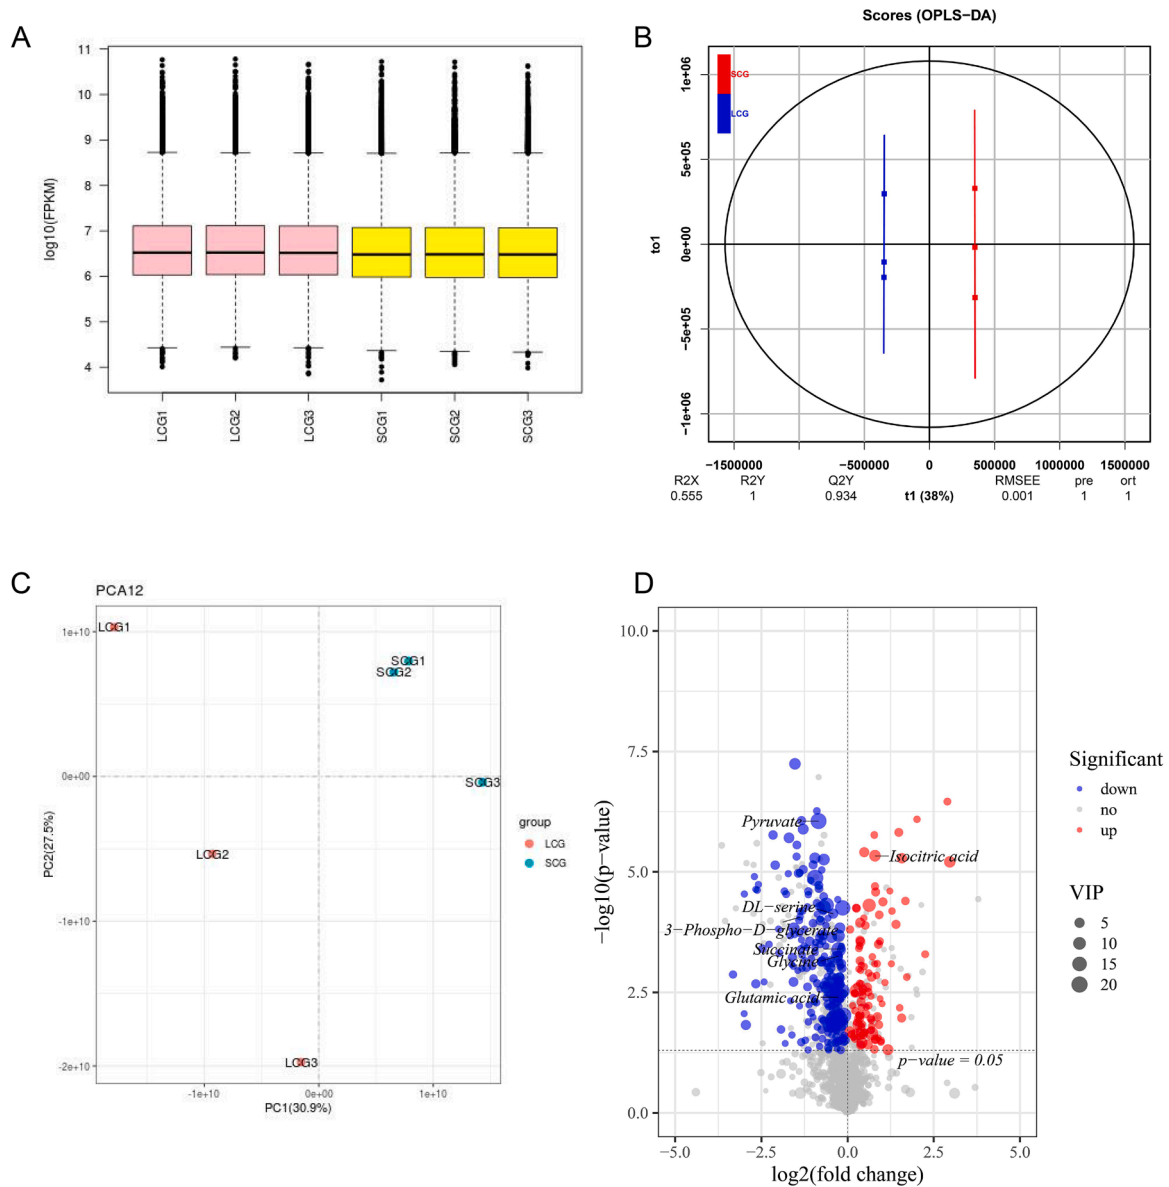 A
log10(FPKM)
11
10
9
8
7
6
5
4
LCG1
LCG2
LCG3
SCG1
SCG2
SCG3
B
Scores (OPLS−DA)
SCG
LCG
to1
1e+06
5e+05
0e+00
−5e+05
−1e+06
−1500000 −500000 0 500000 1000000 1500000
R2X R2Y Q2Y RMSEE pre ort
0.555 1 0.934 t1 (38%) 0.001 1 1
C
PCA12
PC2(27.5%)
1e+10
0e+00
-1e+10
-2e+10
LCG1
SCG1
SCG2
SCG3
LCG2
LCG3
-1e+10 0e+00 1e+10
PC1(30.9%)
group
LCG
SCG
D
−log10(p−value)
10.0
7.5
5.0
2.5
0.0
Pyruvate
Isocitric acid
DL−serine
3−Phospho−D−glycerate
Succinate
Glycine
Glutamic acid
p−value = 0.05
−5.0 −2.5 0.0 2.5 5.0
log2(fold change)
Significant
down
no
up
VIP
5
10
15
20